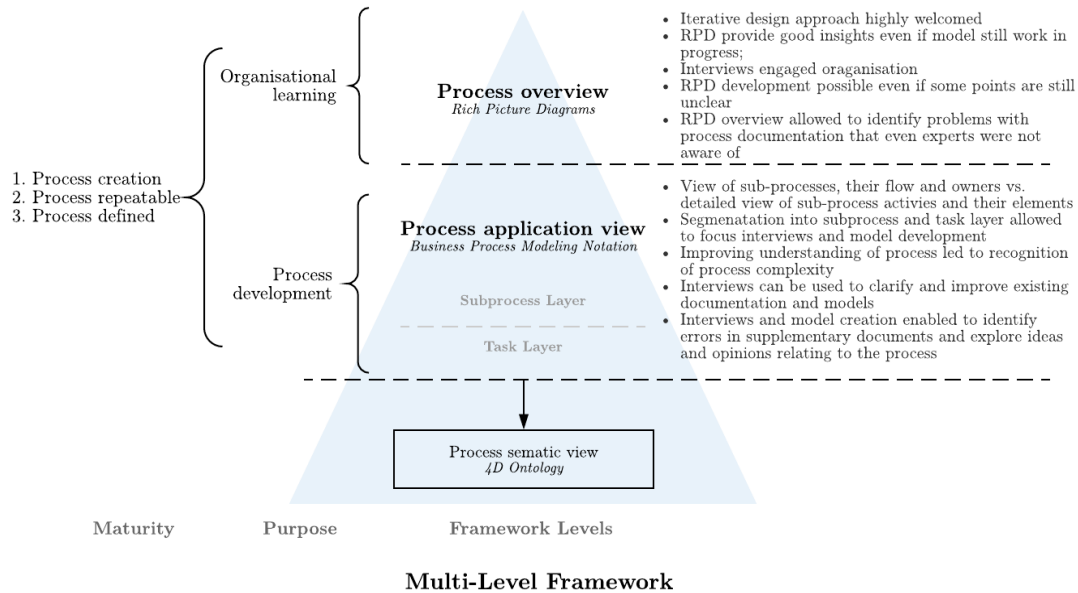 Organisational
learning
1. Process creation
2. Process repeatable
3. Process defined
Process
development
Process overview
Rich Picture Diagrams
• Iterative design approach highly welcomed
• RPD provide good insights even if model still work in
progress;
• Interviews engaged oraganisation
• RPD development possible even if some points are still
unclear
• RPD overview allowed to identify problems with
process documentation that even experts were not
aware of
Process application view
Business Process Modeling Notation
Subprocess Layer
Task Layer
• View of sub-processes, their flow and owners vs.
detailed view of sub-process activies and their elements
• Segmenatation into subprocess and task layer allowed
to focus interviews and model development
• Improving understanding of process led to recognition
of process complexity
• Interviews can be used to clarify and improve existing
documentation and models
• Interviews and model creation enabled to identify
errors in supplementary documents and explore ideas
and opinions relating to the process
Process sematic view
4D Ontology
Maturity
Purpose
Framework Levels
Multi-Level Framework